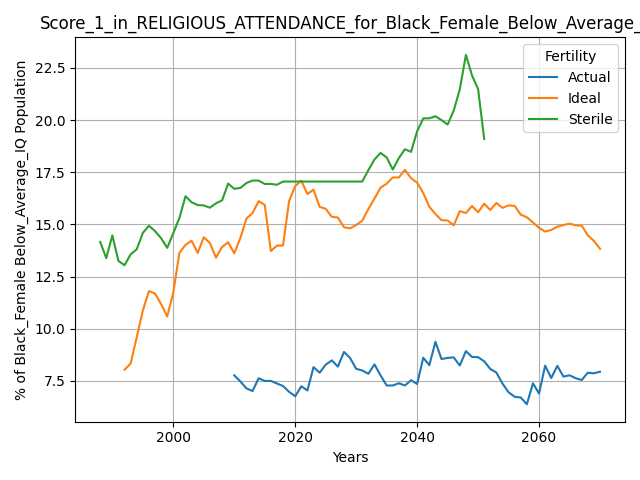 Score_1_in_RELIGIOUS_ATTENDANCE_for_Black_Female_Below_Average_
Fertility
Actual
Ideal
Sterile
% of Black_Female Below_Average_IQ Population
22.5
20.0
17.5
15.0
12.5
10.0
7.5
2000
2020
2040
2060
Years